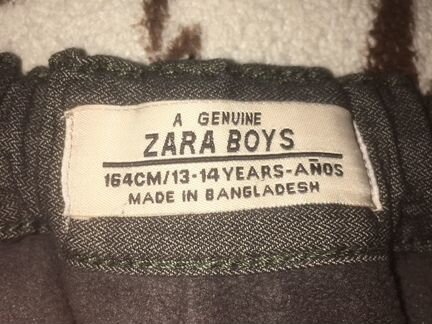 A GENUINE
ZARA BOYS
164CM/13-14YEARS-AÑOS
MADE IN BANGLADESH